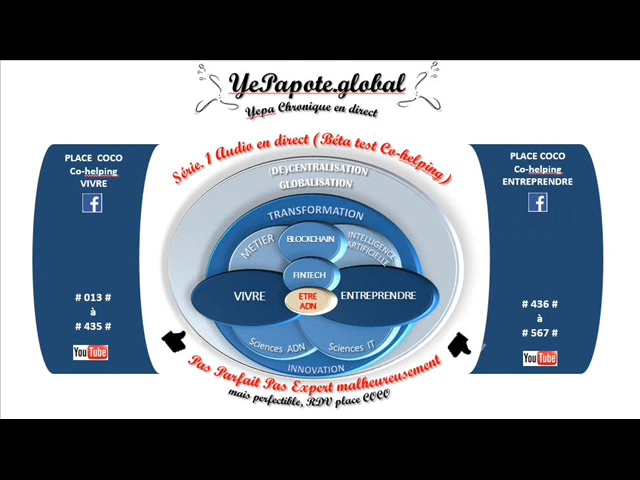 YePapote.global
Yepa Chronique en direct
Série, 1 Audio en direct (Béta test Co-helping)
PLACE COCO
Co-helping
VIVRE
# 013 #
à
# 435 #
YouTube
(DE)CENTRALISATION
GLOBALISATION
TRANSFORMATION
METIER
BLOCKCHAIN
INTELLIGENCE
ARTIFICIELLE
FINTECH
VIVRE
ETRE
ADN
ENTREPRENDRE
Sciences ADN
Sciences IT
INNOVATION
Pas Parfait Pas Expert malheureusement
mais perfectible, RDV place COCO
PLACE COCO
Co-helping
ENTREPRENDRE
# 436 #
à
# 567 #
YouTube